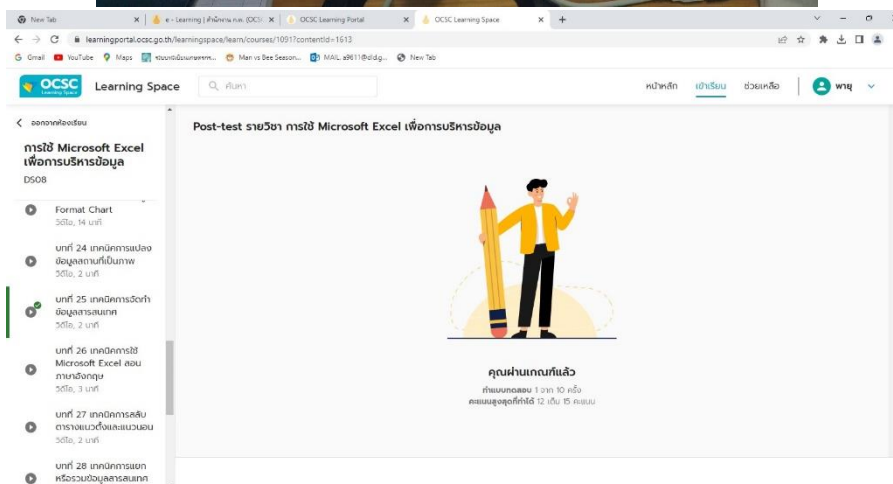 New Tab
OCSC Learning Portal
OCSC Learning Space
learningportal.ocsc.go.th/learningspace/learn/courses/1091?contentId=1613
Gmail
YouTube
Maps
Man vs Bee Season...
New Tab
OCSC
Learning Space
Learning Space
ค้นหา
หน้าหลัก
เข้าเรียน
ช่วยเหลือ
พายุ
ออกจากห้องเรียน
Post-test รายวิชา การใช้ Microsoft Excel เพื่อการบริหารข้อมูล
การใช้ Microsoft Excel
เพื่อการบริหารข้อมูล
DS08
Format Chart
วิดีโอ, 14 นาที
บทที่ 24 เทคนิคการแปลง
ข้อมูลสถานที่เป็นภาพ
วิดีโอ, 2 นาที
บทที่ 25 เทคนิคการจัดทำ
ข้อมูลสารสนเทศ
วิดีโอ, 2 นาที
บทที่ 26 เทคนิคการใช้
Microsoft Excel สอน
ภาษาอังกฤษ
วิดีโอ, 3 นาที
บทที่ 27 เทคนิคการสลับ
ตารางแนวตั้งและแนวนอน
วิดีโอ, 2 นาที
บทที่ 28 เทคนิคการแยก
หรือรวมข้อมูลสารสนเทศ
คุณผ่านเกณฑ์แล้ว
ทำแบบทดสอบ 1 จาก 10 ครั้ง
คะแนนสูงสุดที่ทำได้ 12 เต็ม 15 คะแนน